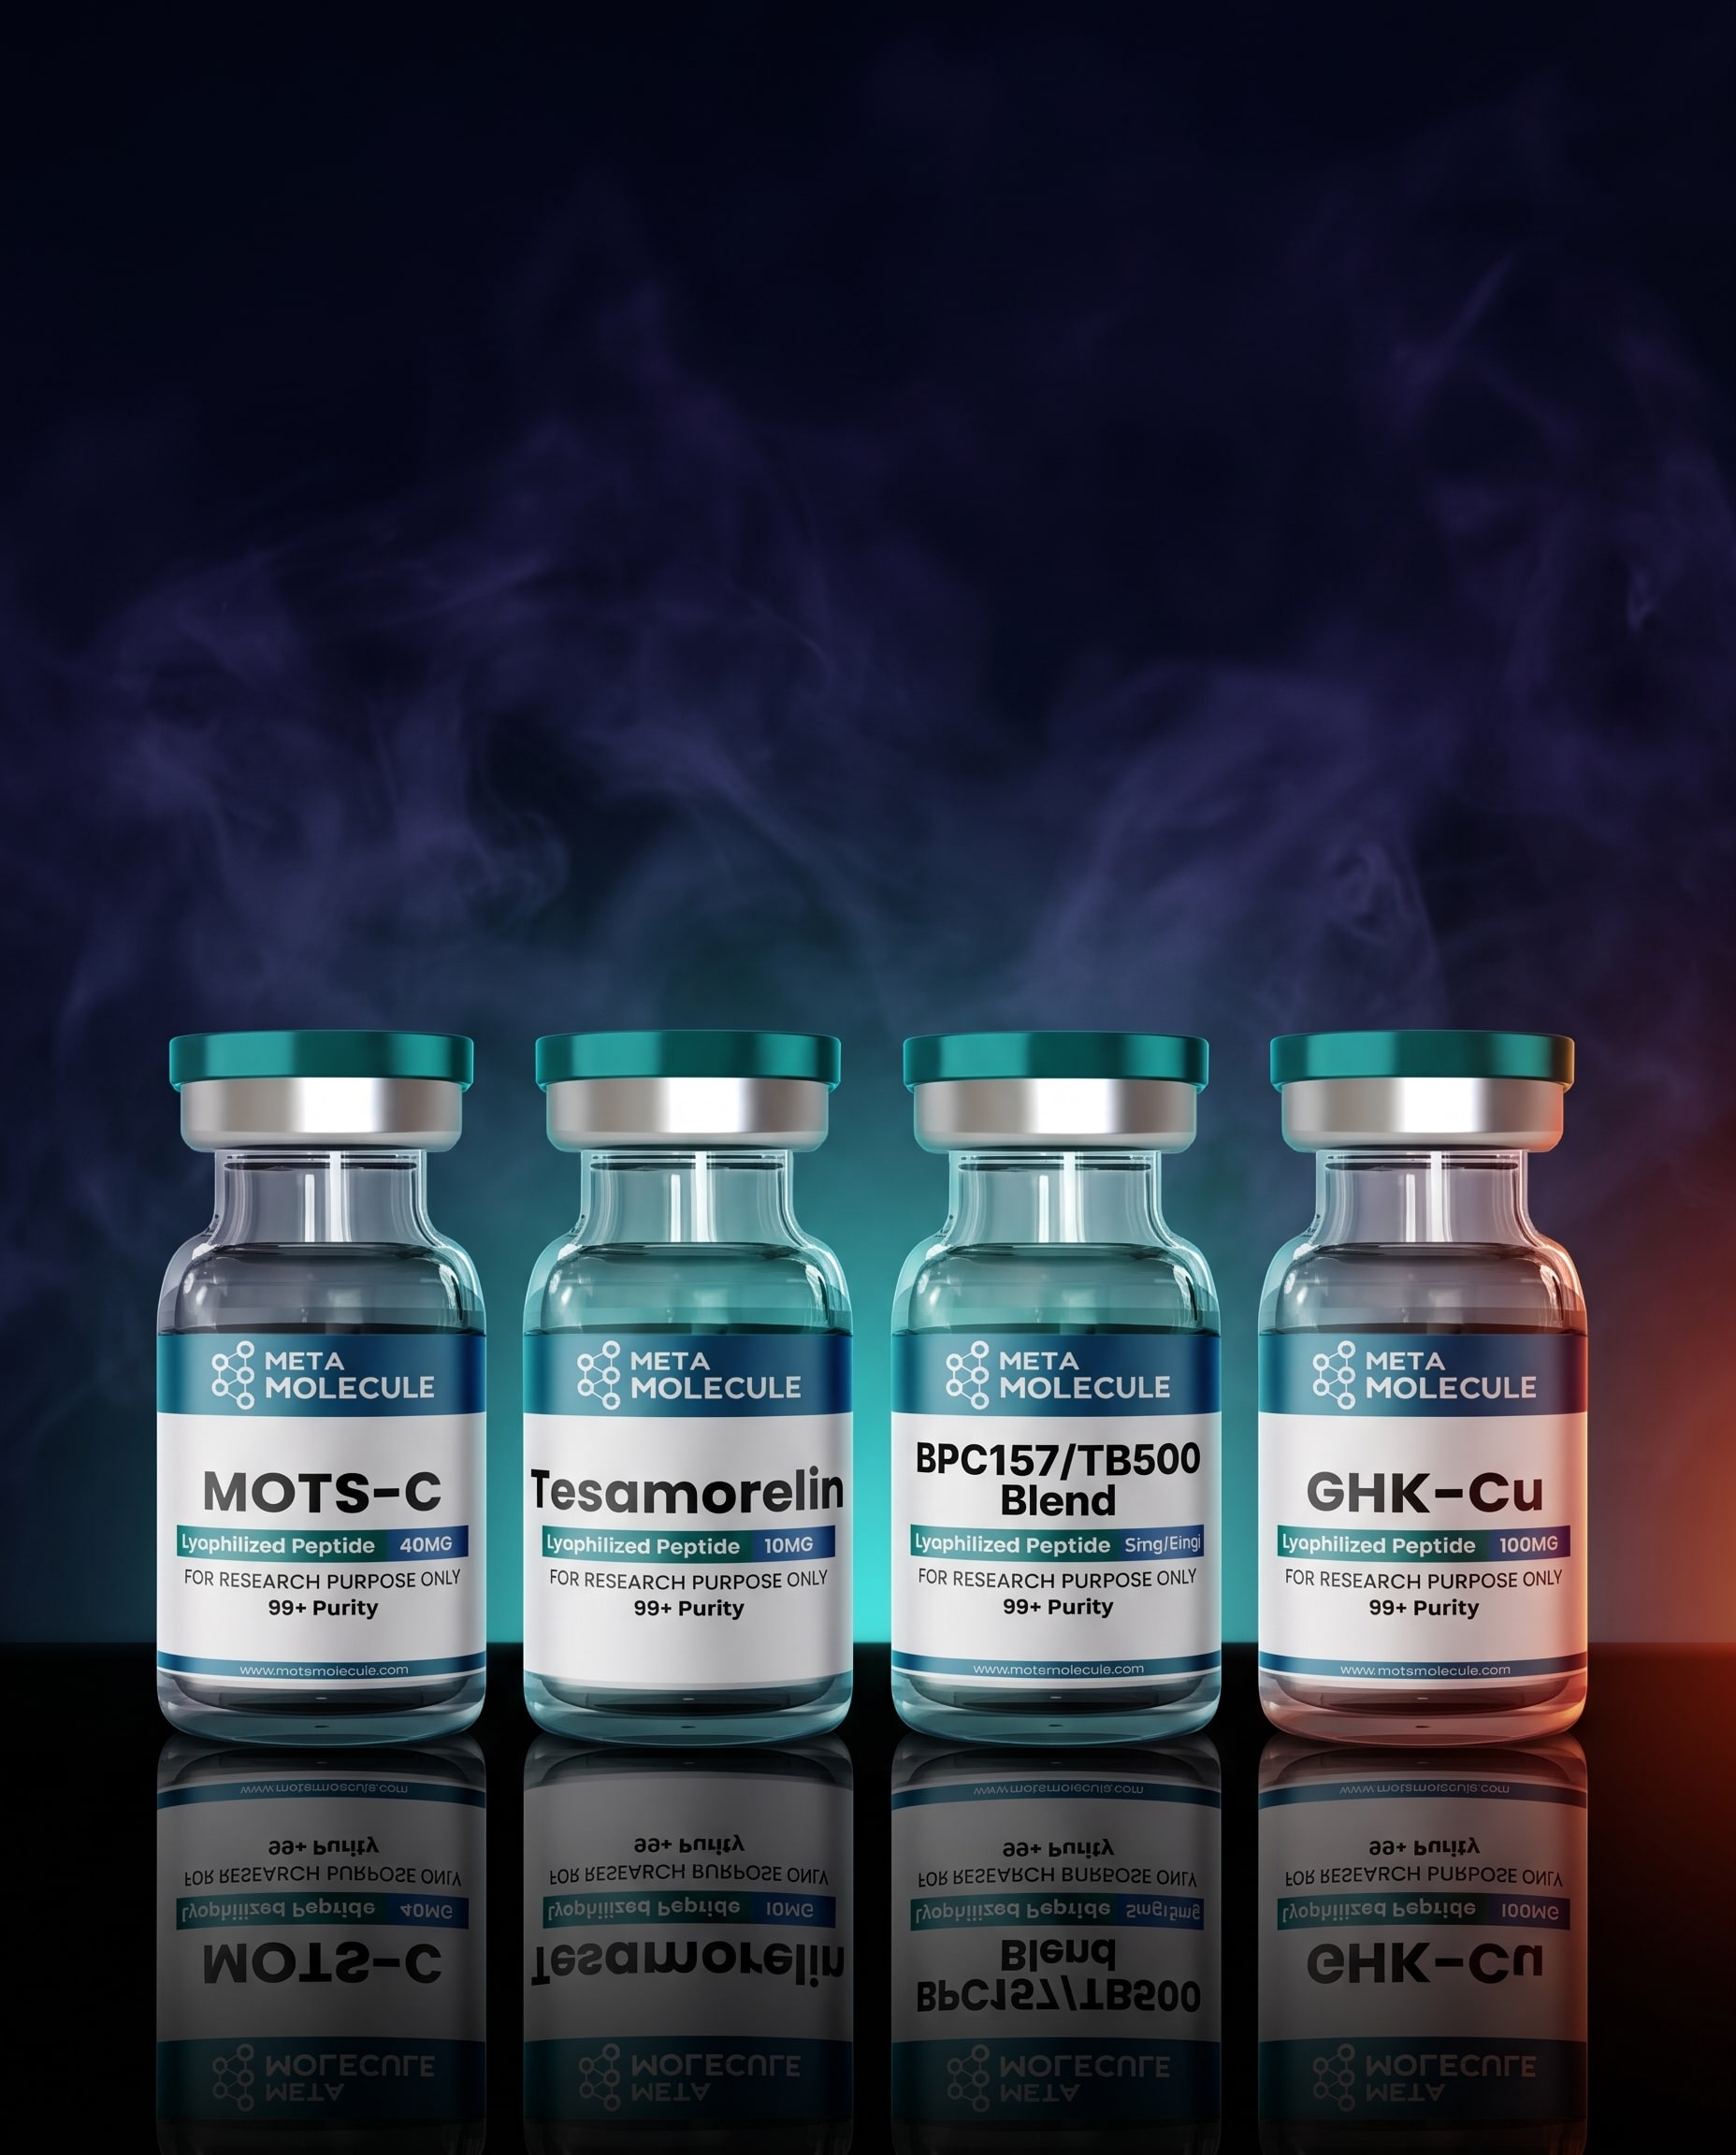 META
MOLECULE
MOTS-C
Lyophilized Peptide 40MG
FOR RESEARCH PURPOSE ONLY
99+ Purity
www.motsmoiecule.com
META
MOLECULE
Tesamorelin
Lyophilized Peptide 10MG
FOR RESEARCH PURPOSE ONLY
99+ Purity
META
MOLECULE
BPC157/TB500
Blend
Lyophilized Peptide
FOR RESEARCH PURPOSE ONLY
99+ Purity
www.motsmolecule.com
META
MOLECULE
GHK-Cu
Lyophilized Peptide 100MG
FOR RESEARCH PURPOSE ONLY
99+ Purity
www.motsmolecule.com